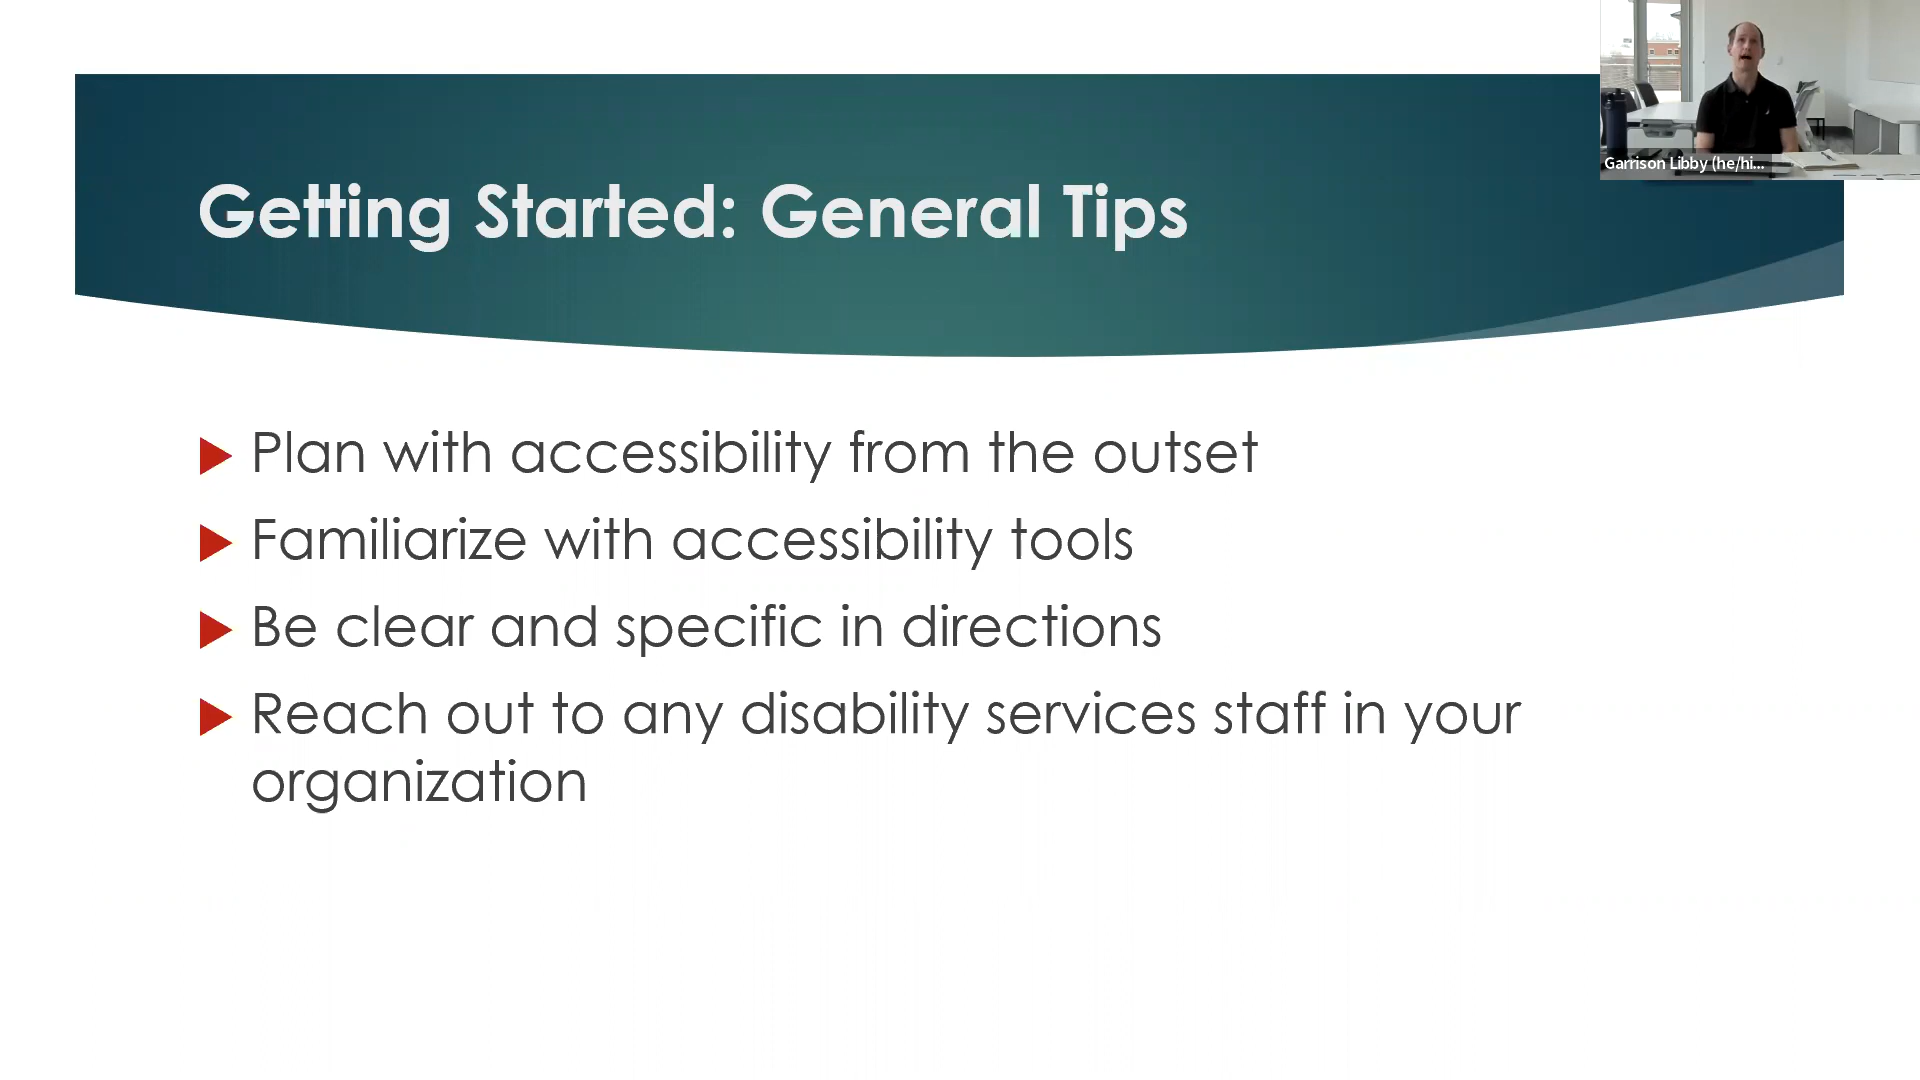 Garrison Libby (he/hi...
Getting Started: General Tips
Plan with accessibility from the outset
Familiarize with accessibility tools
Be clear and specific in directions
Reach out to any disability services staff in your
organization